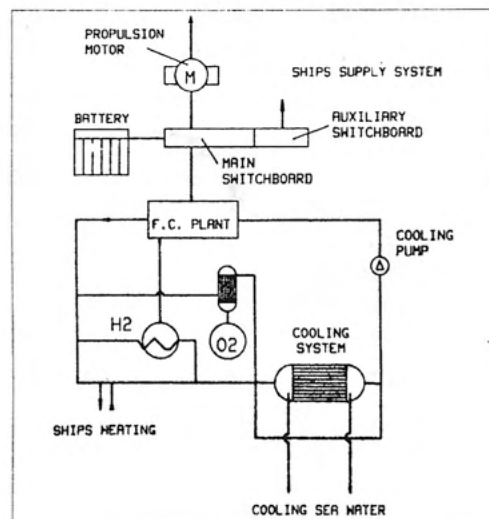 PROPULSION
MOTOR
M
SHIPS SUPPLY SYSTEM
BATTERY
AUXILIARY
SWITCHBOARD
MAIN
SWITCHBOARD
F.C. PLANT
COOLING
PUMP
H2
O2
COOLING
SYSTEM
SHIPS HEATING
COOLING SEA WATER